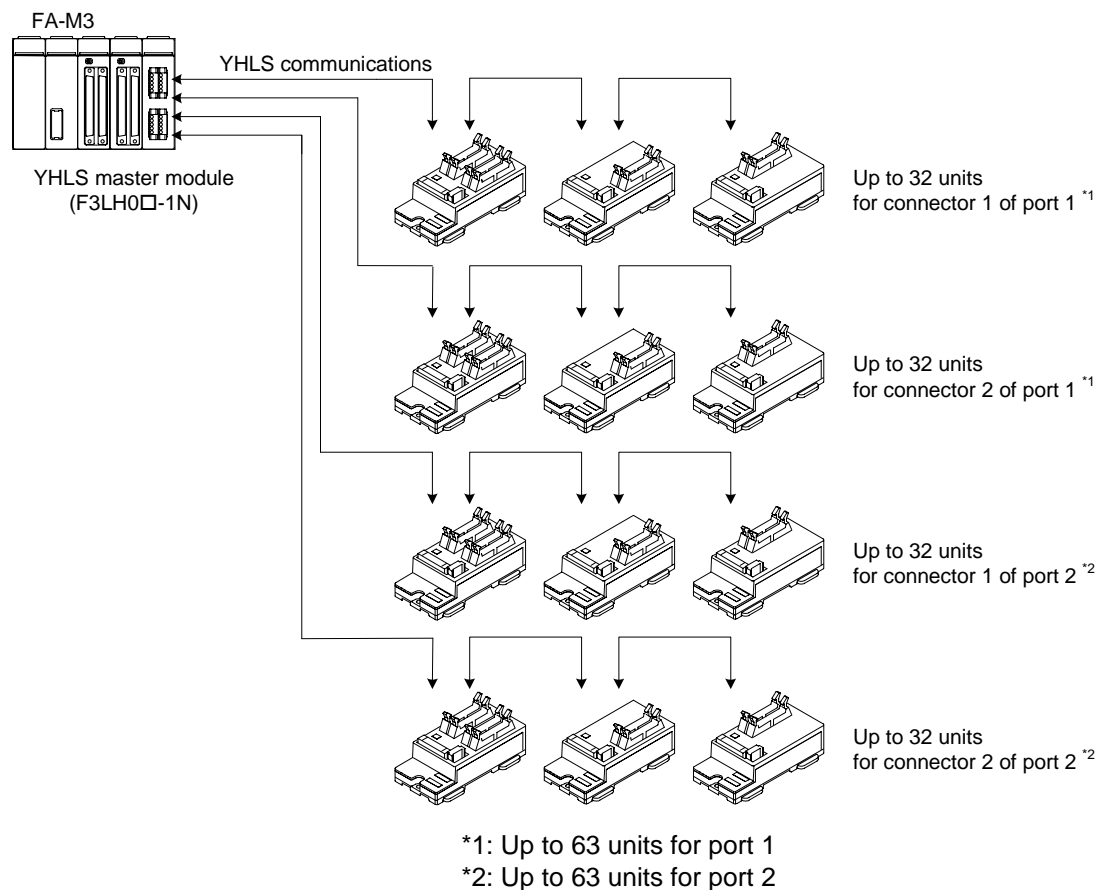 FA-M3
YHLS communications
YHLS master module
(F3LH0□-1N)
Up to 32 units
for connector 1 of port 1 *1
Up to 32 units
for connector 2 of port 1 *1
Up to 32 units
for connector 1 of port 2 *2
Up to 32 units
for connector 2 of port 2 *2
*1: Up to 63 units for port 1
*2: Up to 63 units for port 2